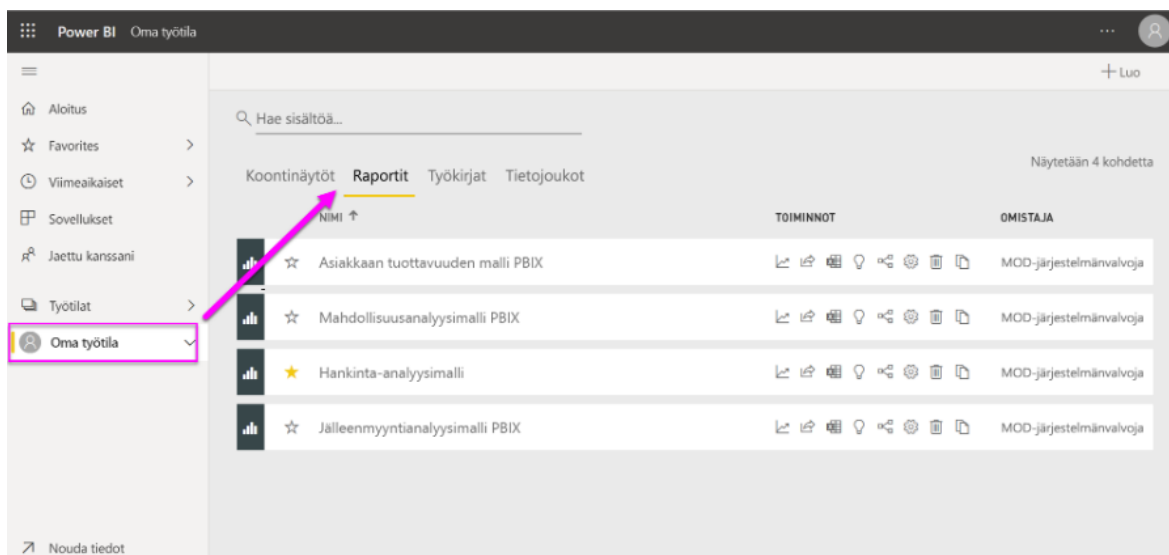 Power BI Oma työtila
Luo
Aloitus
Favorites
Viimeaikaiset
Sovellukset
Jaettu kanssani
Työtilat
Oma työtila
Nouda tiedot
Hae sisältöä...
Näytetään 4 kohdetta
Koontinäytöt Raportit Työkirjat Tietojoukot
NIMI TOIMINNOT OMISTAJA
Asiakkaan tuottavuuden malli PBIX MOD-järjestelmänvalvoja
Mahdollisuusanalyysimalli PBIX MOD-järjestelmänvalvoja
Hankinta-analyysimalli MOD-järjestelmänvalvoja
Jälleenmyyntianalyysimalli PBIX MOD-järjestelmänvalvoja